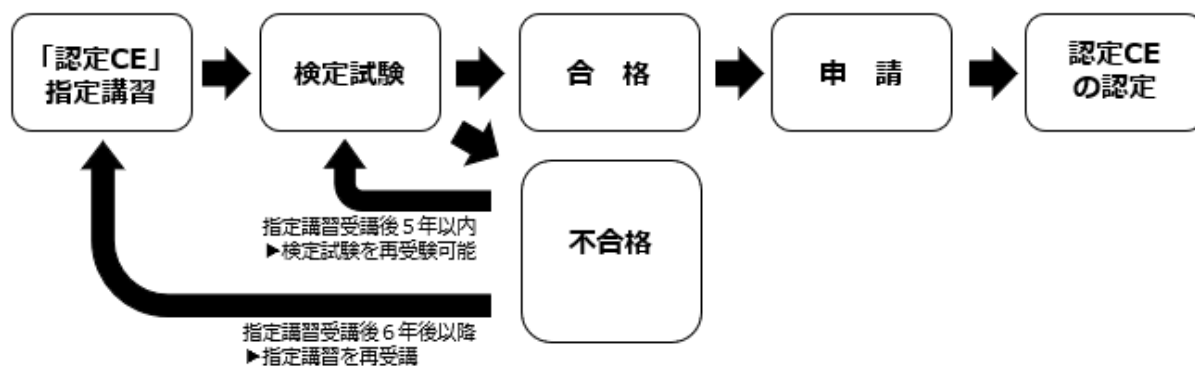 「認定CE」
指定講習
検定試験
合　格
申　請
認定CE
の認定
不合格
指定講習受講後５年以内
▶検定試験を再受験可能
指定講習受講後６年後以降
▶指定講習を再受講